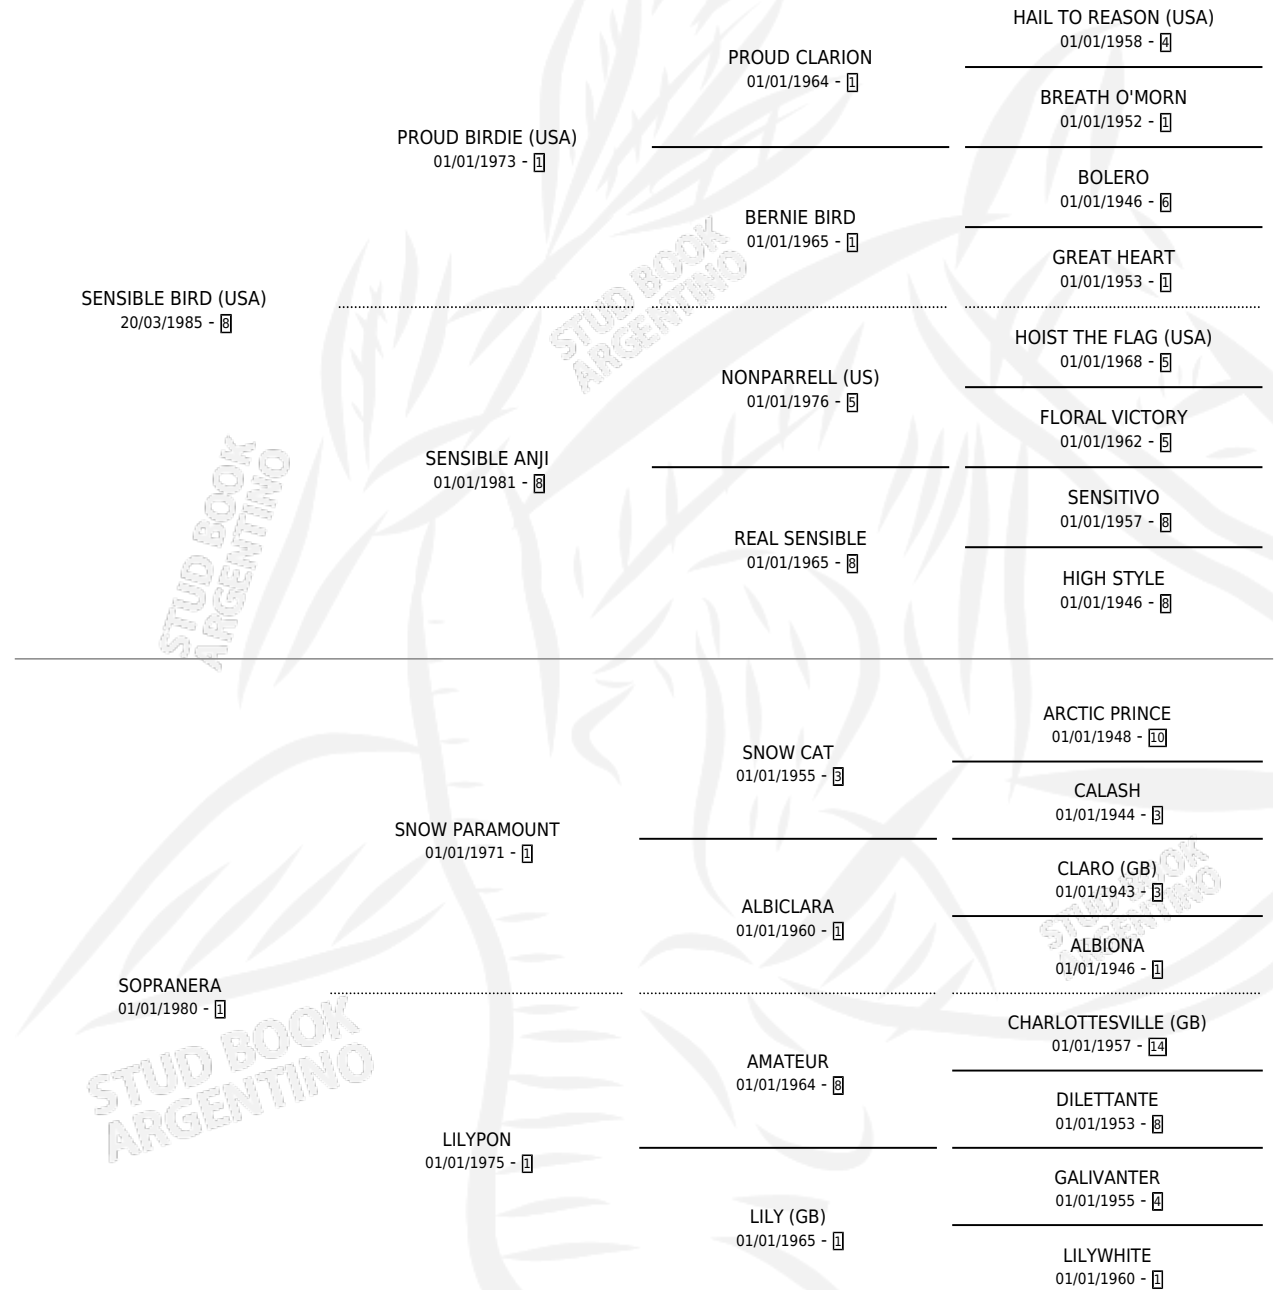 HAIL TO REASON (USA)
01/01/1958 - 4
PROUD CLARION
01/01/1964 - 1
BREATH O'MORN
01/01/1952 - 1
PROUD BIRDIE (USA)
01/01/1973 - 1
BOLERO
01/01/1946 - 6
BERNIE BIRD
01/01/1965 - 1
GREAT HEART
01/01/1953 - 1
SENSIBLE BIRD (USA)
20/03/1985 - 8
STUD BOOK
ARGENTINO
HOIST THE FLAG (USA)
01/01/1968 - 5
NONPARRELL (US)
01/01/1976 - 5
FLORAL VICTORY
01/01/1962 - 5
SENSIBLE ANJI
01/01/1981 - 8
SENSITIVO
01/01/1957 - 8
REAL SENSIBLE
01/01/1965 - 8
HIGH STYLE
01/01/1946 - 8
STUD BOOK
ARGENTINO
ARCTIC PRINCE
01/01/1948 - 10
SNOW CAT
01/01/1955 - 3
CALASH
01/01/1944 - 3
SNOW PARAMOUNT
01/01/1971 - 1
CLARO (GB)
01/01/1943 - 3
ALBICLARA
01/01/1960 - 1
ALBIONA
01/01/1946 - 1
STUD BOOK
ARGENTINO
SOPRANERA
01/01/1980 - 1
CHARLOTTESVILLE (GB)
01/01/1957 - 14
AMATEUR
01/01/1964 - 8
DILETTANTE
01/01/1953 - 8
STUD BOOK
ARGENTINO
LILYPON
01/01/1975 - 1
GALIVANTER
01/01/1955 - 4
LILY (GB)
01/01/1965 - 1
LILYWHITE
01/01/1960 - 1